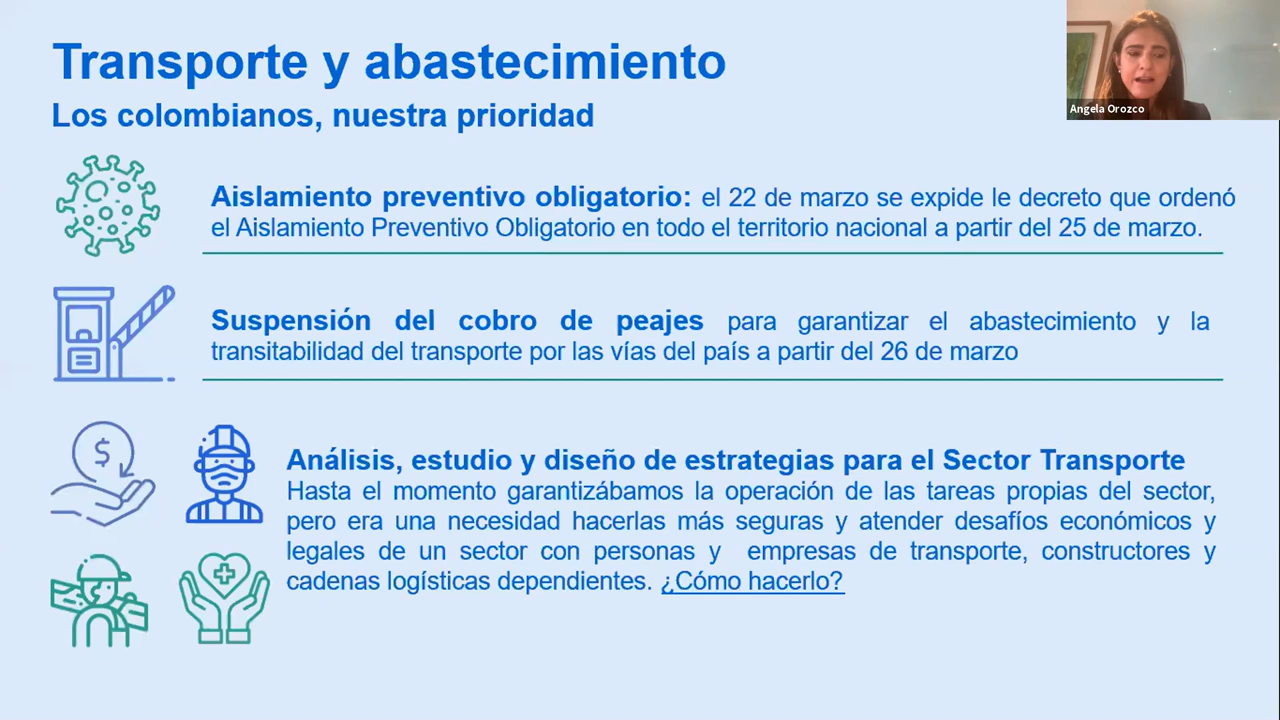 Transporte y abastecimiento
Los colombianos, nuestra prioridad
Angela Orozco
Aislamiento preventivo obligatorio: el 22 de marzo se expide le decreto que ordenó
el Aislamiento Preventivo Obligatorio en todo el territorio nacional a partir del 25 de marzo.
Suspensión del cobro de peajes para garantizar el abastecimiento y la
transitabilidad del transporte por las vías del país a partir del 26 de marzo
$
Análisis, estudio y diseño de estrategias para el Sector Transporte
Hasta el momento garantizábamos la operación de las tareas propias del sector,
pero era una necesidad hacerlas más seguras y atender desafíos económicos y
legales de un sector con personas y empresas de transporte, constructores y
cadenas logísticas dependientes. ¿Cómo hacerlo?